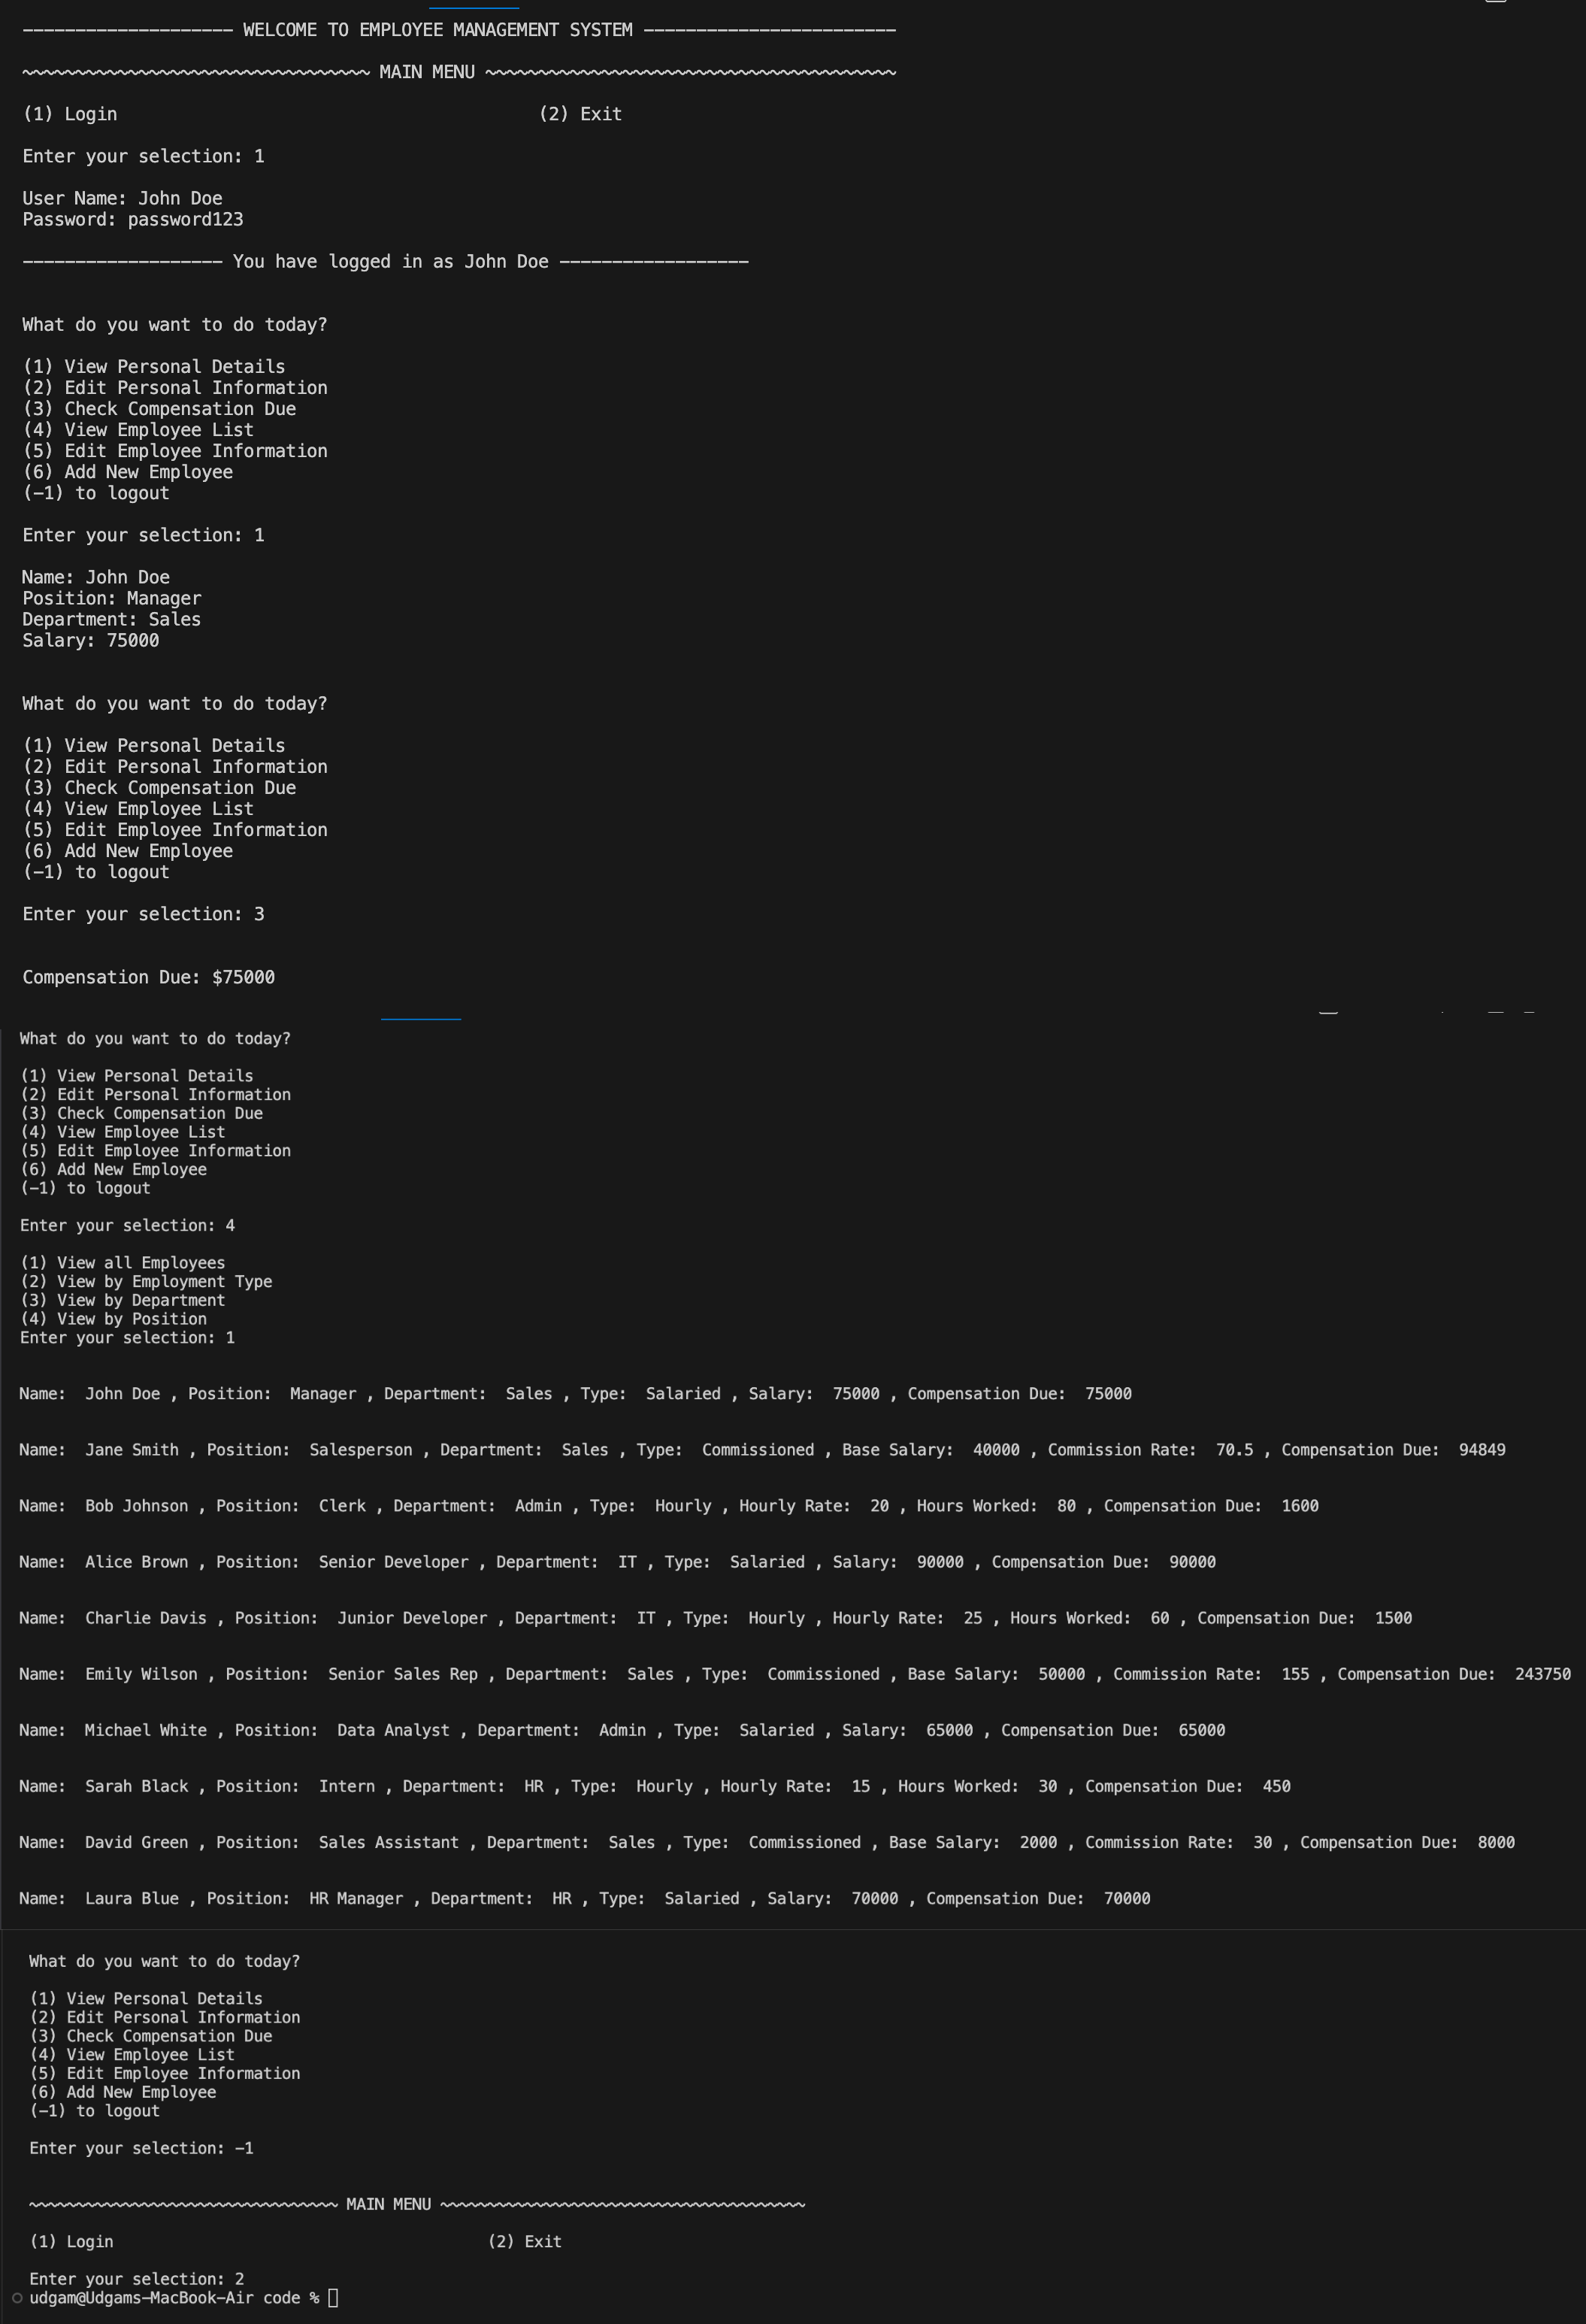 -------------------- WELCOME TO EMPLOYEE MANAGEMENT SYSTEM ------------------------
~~~~~~~~~~~~~~~~~~~~~~~~~~~~~~~~~ MAIN MENU ~~~~~~~~~~~~~~~~~~~~~~~~~~~~~~~~~~~~~~~
(1) Login                                        (2) Exit
Enter your selection: 1
User Name: John Doe
Password: password123
------------------- You have logged in as John Doe ------------------
What do you want to do today?
(1) View Personal Details
(2) Edit Personal Information
(3) Check Compensation Due
(4) View Employee List
(5) Edit Employee Information
(6) Add New Employee
(-1) to logout
Enter your selection: 1
Name: John Doe
Position: Manager
Department: Sales
Salary: 75000
What do you want to do today?
(1) View Personal Details
(2) Edit Personal Information
(3) Check Compensation Due
(4) View Employee List
(5) Edit Employee Information
(6) Add New Employee
(-1) to logout
Enter your selection: 3
Compensation Due: $75000
What do you want to do today?
(1) View Personal Details
(2) Edit Personal Information
(3) Check Compensation Due
(4) View Employee List
(5) Edit Employee Information
(6) Add New Employee
(-1) to logout
Enter your selection: 4
(1) View all Employees
(2) View by Employment Type
(3) View by Department
(4) View by Position
Enter your selection: 1
Name:  John Doe , Position:  Manager , Department:  Sales , Type:  Salaried , Salary:  75000 , Compensation Due:  75000
Name:  Jane Smith , Position:  Salesperson , Department:  Sales , Type:  Commissioned , Base Salary:  40000 , Commission Rate:  70.5 , Compensation Due:  94849
Name:  Bob Johnson , Position:  Clerk , Department:  Admin , Type:  Hourly , Hourly Rate:  20 , Hours Worked:  80 , Compensation Due:  1600
Name:  Alice Brown , Position:  Senior Developer , Department:  IT , Type:  Salaried , Salary:  90000 , Compensation Due:  90000
Name:  Charlie Davis , Position:  Junior Developer , Department:  IT , Type:  Hourly , Hourly Rate:  25 , Hours Worked:  60 , Compensation Due:  1500
Name:  Emily Wilson , Position:  Senior Sales Rep , Department:  Sales , Type:  Commissioned , Base Salary:  50000 , Commission Rate:  155 , Compensation Due:  243750
Name:  Michael White , Position:  Data Analyst , Department:  Admin , Type:  Salaried , Salary:  65000 , Compensation Due:  65000
Name:  Sarah Black , Position:  Intern , Department:  HR , Type:  Hourly , Hourly Rate:  15 , Hours Worked:  30 , Compensation Due:  450
Name:  David Green , Position:  Sales Assistant , Department:  Sales , Type:  Commissioned , Base Salary:  2000 , Commission Rate:  30 , Compensation Due:  8000
Name:  Laura Blue , Position:  HR Manager , Department:  HR , Type:  Salaried , Salary:  70000 , Compensation Due:  70000
What do you want to do today?
(1) View Personal Details
(2) Edit Personal Information
(3) Check Compensation Due
(4) View Employee List
(5) Edit Employee Information
(6) Add New Employee
(-1) to logout
Enter your selection: -1
~~~~~~~~~~~~~~~~~~~~~~~~~~~~~~~~~ MAIN MENU ~~~~~~~~~~~~~~~~~~~~~~~~~~~~~~~~~~~~~~~
(1) Login                                        (2) Exit
Enter your selection: 2
udgam@Udgams-MacBook-Air code %